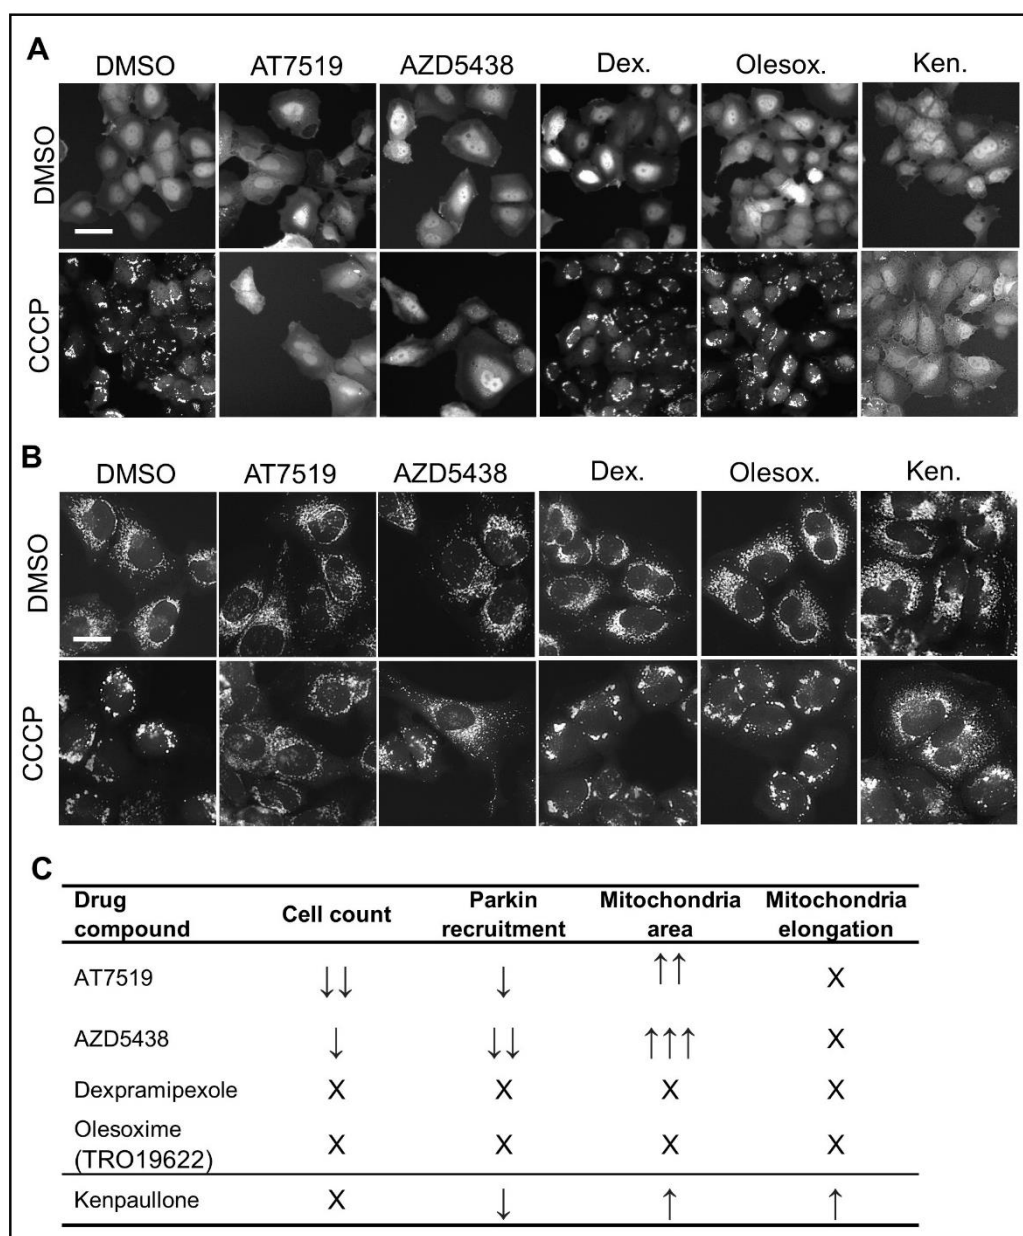 A
DMSO AT7519 AZD5438 Dex. Olesox. Ken.
DMSO
CCCP
B
DMSO AT7519 AZD5438 Dex. Olesox. Ken.
DMSO
CCCP
C
Drug compound Cell count Parkin recruitment Mitochondria area Mitochondria elongation
AT7519 ↓↓ ↓ ↑↑ X
AZD5438 ↓ ↓↓ ↑↑↑ X
Dexpramipexole X X X X
Olesoxime (TRO19622) X X X X
Kenpaullone X ↓ ↑ ↑